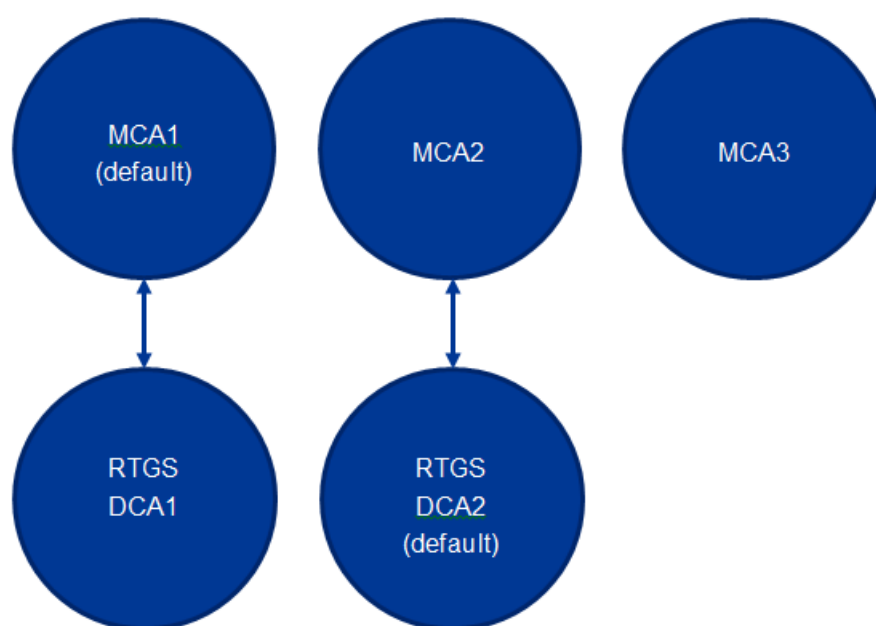 MCA1
(default)
MCA2
MCA3
RTGS
DCA1
RTGS
DCA2
(default)